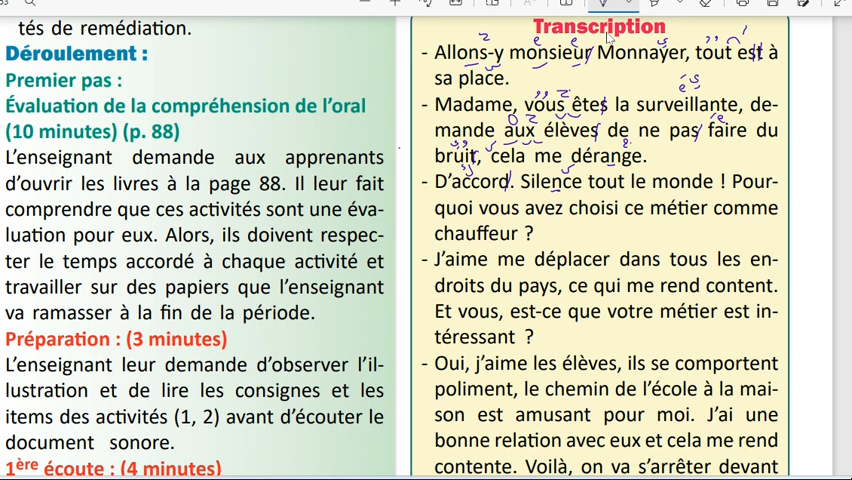 tés de remédiation.
Déroulement :
Premier pas :
Évaluation de la compréhension de l'oral
(10 minutes) (p. 88)
L'enseignant demande aux apprenants
d'ouvrir les livres à la page 88. Il leur fait
comprendre que ces activités sont une éva-
luation pour eux. Alors, ils doivent respec-
ter le temps accordé à chaque activité et
travailler sur des papiers que l'enseignant
va ramasser à la fin de la période.
Préparation : (3 minutes)
L'enseignant leur demande d'observer l'il-
lustration et de lire les consignes et les
items des activités (1, 2) avant d'écouter le
document sonore.
1ère écoute : (4 minutes)
Transcription
- Allons-y monsieur Monnayer, tout est à
sa place.
- Madame, vous êtes la surveillante, de-
mande aux élèves de ne pas faire du
bruit, cela me dérange.
- D'accord. Silence tout le monde ! Pour-
quoi vous avez choisi ce métier comme
chauffeur ?
- J'aime me déplacer dans tous les en-
droits du pays, ce qui me rend content.
Et vous, est-ce que votre métier est in-
téressant ?
- Oui, j'aime les élèves, ils se comportent
poliment, le chemin de l'école à la mai-
son est amusant pour moi. J'ai une
bonne relation avec eux et cela me rend
contente. Voilà, on va s'arrêter devant